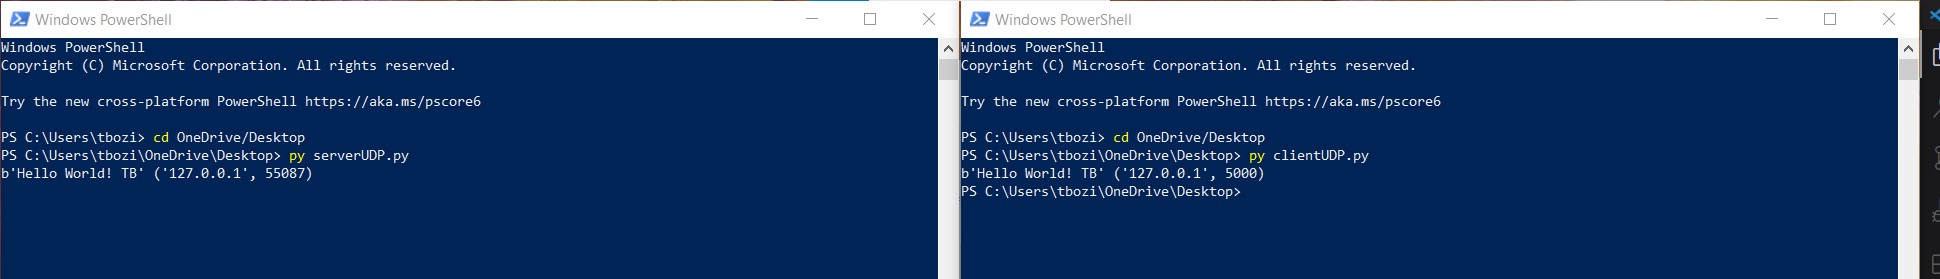 Windows PowerShell
Windows PowerShell
Copyright (C) Microsoft Corporation. All rights reserved.
Try the new cross-platform PowerShell https://aka.ms/pscore6
PS C:\Users\tbozi> cd OneDrive/Desktop
PS C:\Users\tbozi\OneDrive\Desktop> py serverUDP.py
b'Hello World! TB' ('127.0.0.1', 55087)
Windows PowerShell
Windows PowerShell
Copyright (C) Microsoft Corporation. All rights reserved.
Try the new cross-platform PowerShell https://aka.ms/pscore6
PS C:\Users\tbozi> cd OneDrive/Desktop
PS C:\Users\tbozi\OneDrive\Desktop> py clientUDP.py
b'Hello World! TB' ('127.0.0.1', 5000)
PS C:\Users\tbozi\OneDrive\Desktop>